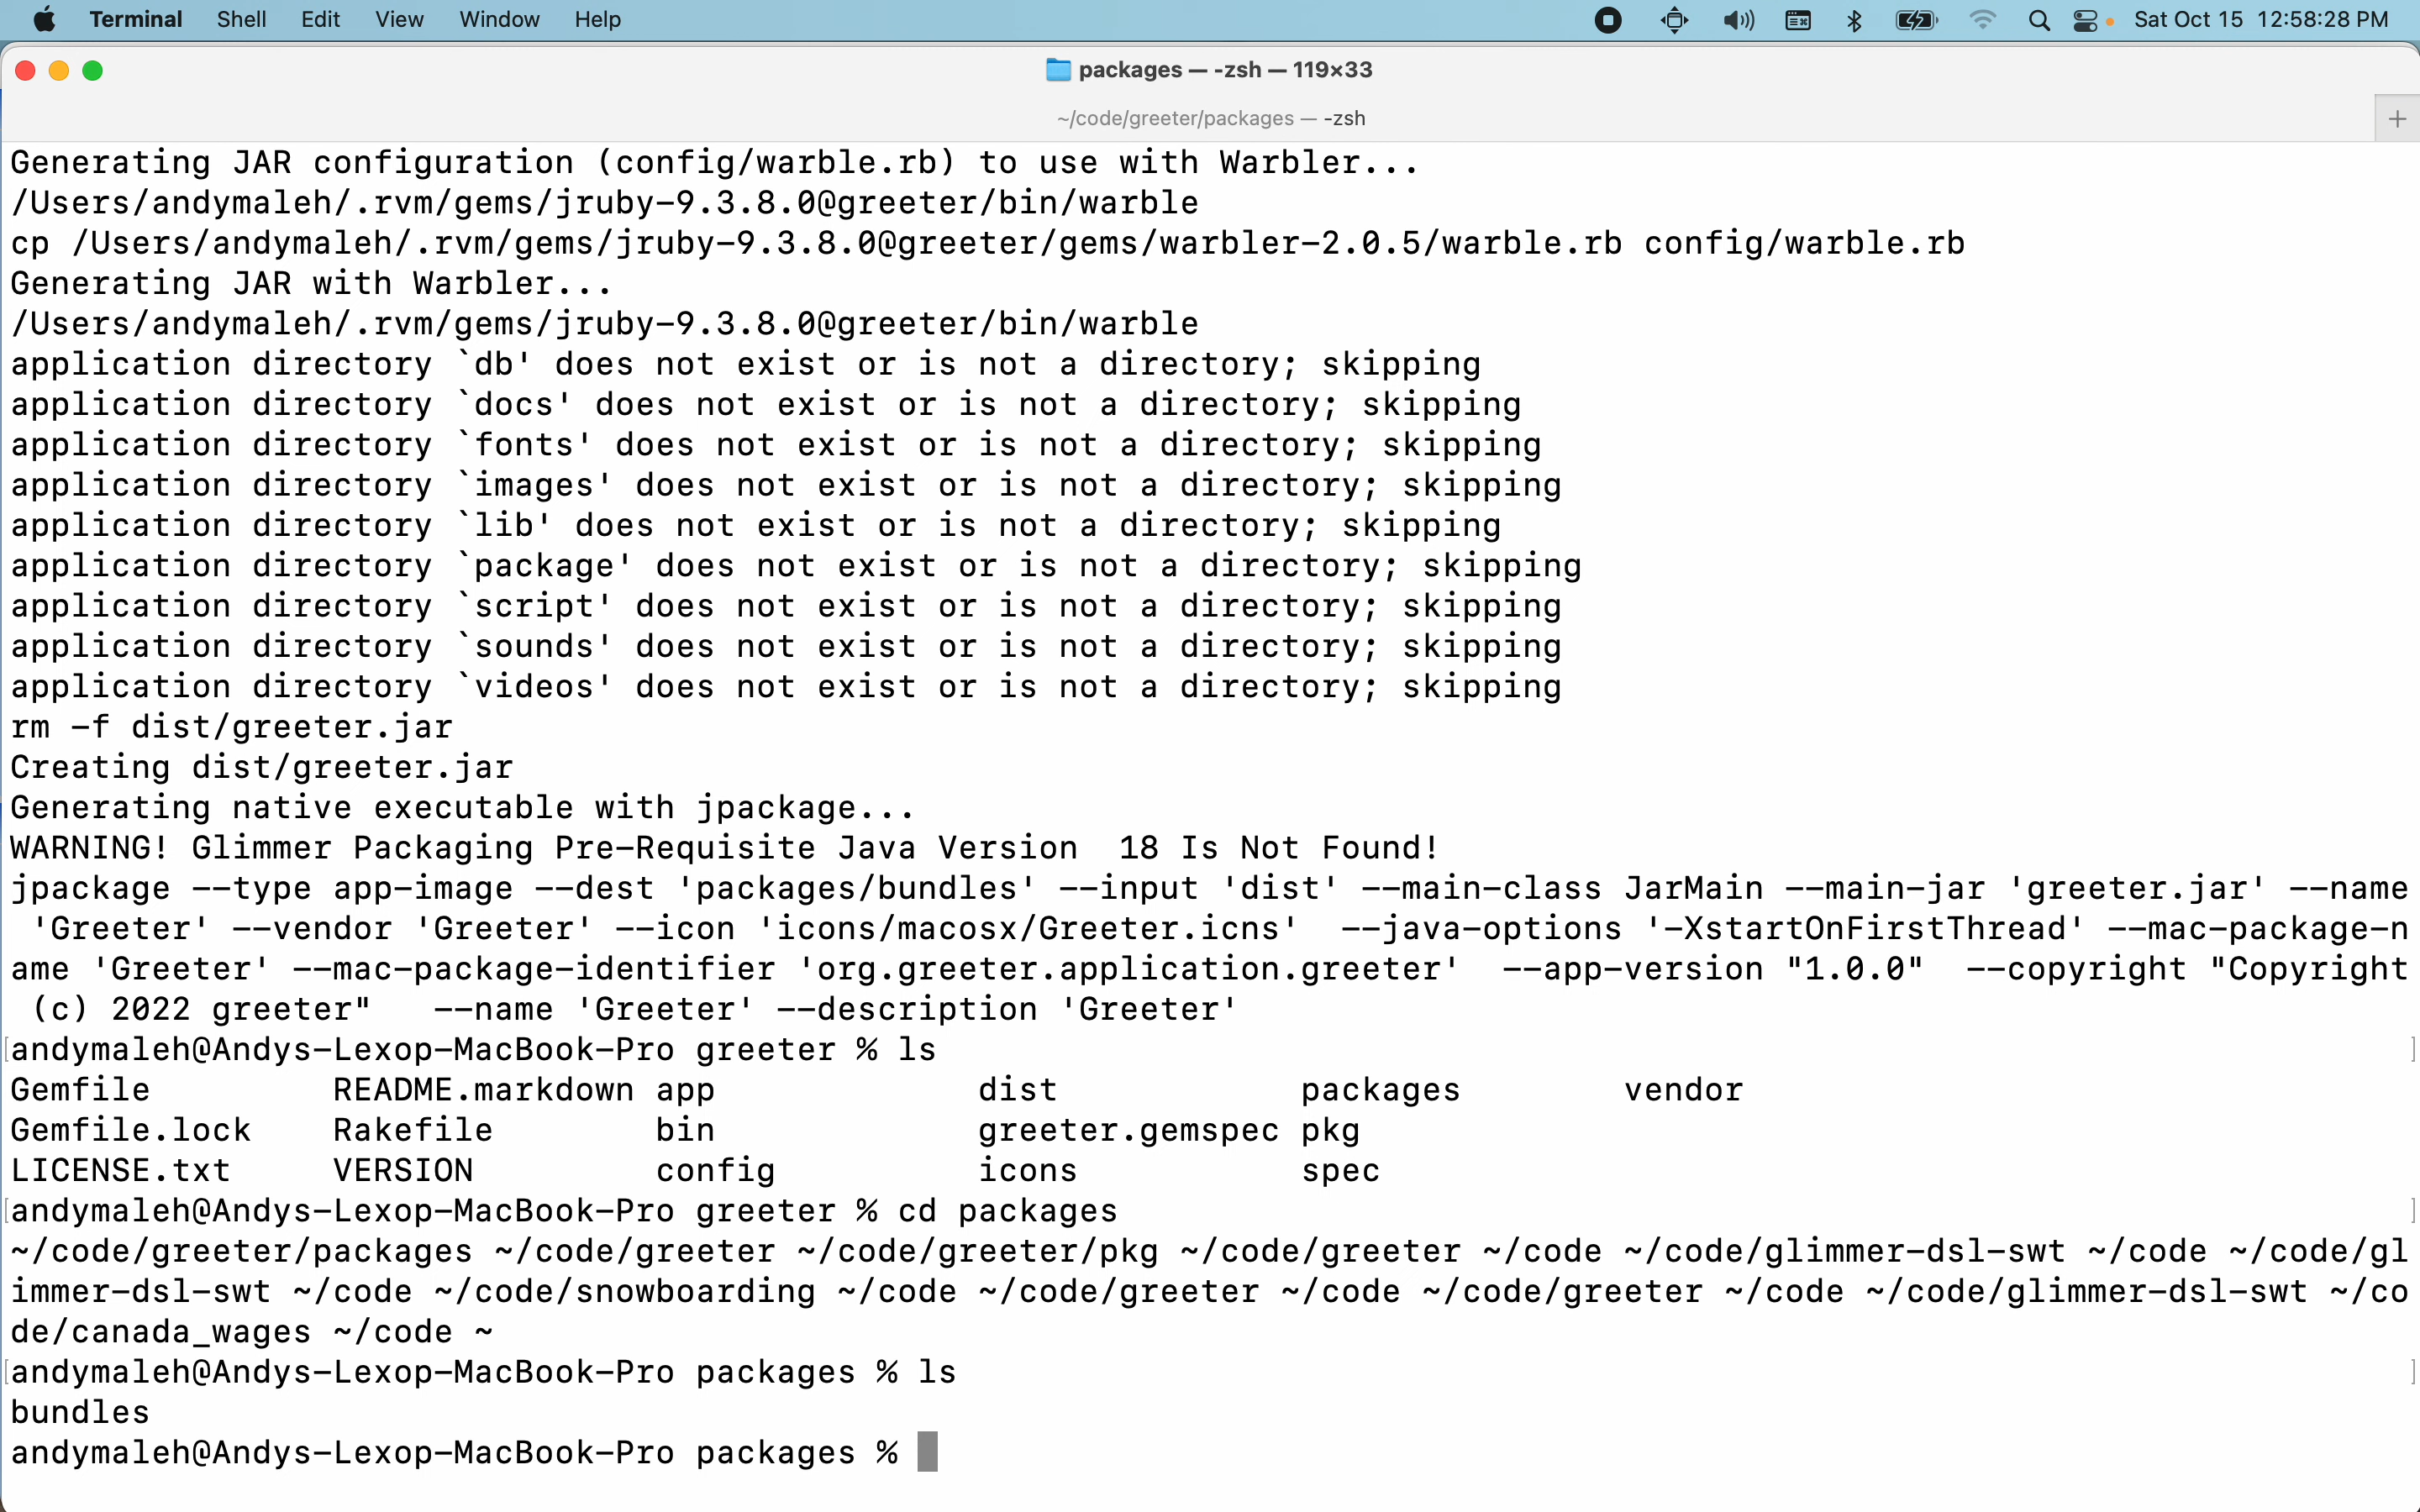 Terminal Shell Edit View Window Help Sat Oct 15 12:58:28 PM
packages — -zsh — 119×33
~/code/greeter/packages — -zsh
Generating JAR configuration (config/warble.rb) to use with Warbler...
/Users/andymaleh/.rvm/gems/jruby-9.3.8.0@greeter/bin/warble
cp /Users/andymaleh/.rvm/gems/jruby-9.3.8.0@greeter/gems/warbler-2.0.5/warble.rb config/warble.rb
Generating JAR with Warbler...
/Users/andymaleh/.rvm/gems/jruby-9.3.8.0@greeter/bin/warble
application directory `db' does not exist or is not a directory; skipping
application directory `docs' does not exist or is not a directory; skipping
application directory `fonts' does not exist or is not a directory; skipping
application directory `images' does not exist or is not a directory; skipping
application directory `lib' does not exist or is not a directory; skipping
application directory `package' does not exist or is not a directory; skipping
application directory `script' does not exist or is not a directory; skipping
application directory `sounds' does not exist or is not a directory; skipping
application directory `videos' does not exist or is not a directory; skipping
rm -f dist/greeter.jar
Creating dist/greeter.jar
Generating native executable with jpackage...
WARNING! Glimmer Packaging Pre-Requisite Java Version  18 Is Not Found!
jpackage --type app-image --dest 'packages/bundles' --input 'dist' --main-class JarMain --main-jar 'greeter.jar' --name
 'Greeter' --vendor 'Greeter' --icon 'icons/macosx/Greeter.icns'  --java-options '-XstartOnFirstThread' --mac-package-n
ame 'Greeter' --mac-package-identifier 'org.greeter.application.greeter'  --app-version "1.0.0"  --copyright "Copyright
 (c) 2022 greeter"   --name 'Greeter' --description 'Greeter'
[andymaleh@Andys-Lexop-MacBook-Pro greeter % ls ]
Gemfile         README.markdown app             dist            packages        vendor
Gemfile.lock    Rakefile        bin             greeter.gemspec pkg
LICENSE.txt     VERSION         config          icons           spec
[andymaleh@Andys-Lexop-MacBook-Pro greeter % cd packages ]
~/code/greeter/packages ~/code/greeter ~/code/greeter/pkg ~/code/greeter ~/code ~/code/glimmer-dsl-swt ~/code ~/code/gl
immer-dsl-swt ~/code ~/code/snowboarding ~/code ~/code/greeter ~/code ~/code/greeter ~/code ~/code/glimmer-dsl-swt ~/co
de/canada_wages ~/code ~
[andymaleh@Andys-Lexop-MacBook-Pro packages % ls ]
bundles
andymaleh@Andys-Lexop-MacBook-Pro packages %